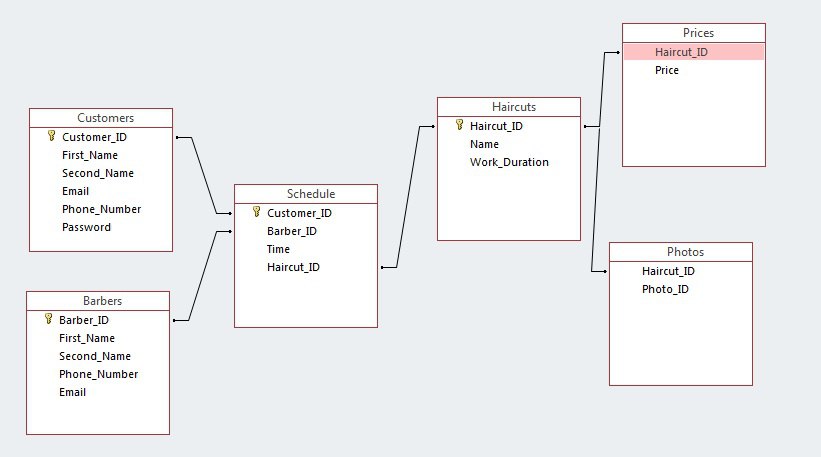 Customers
Customer_ID
First_Name
Second_Name
Email
Phone_Number
Password
Barbers
Barber_ID
First_Name
Second_Name
Phone_Number
Email
Schedule
Customer_ID
Barber_ID
Time
Haircut_ID
Haircuts
Haircut_ID
Name
Work_Duration
Prices
Haircut_ID
Price
Photos
Haircut_ID
Photo_ID